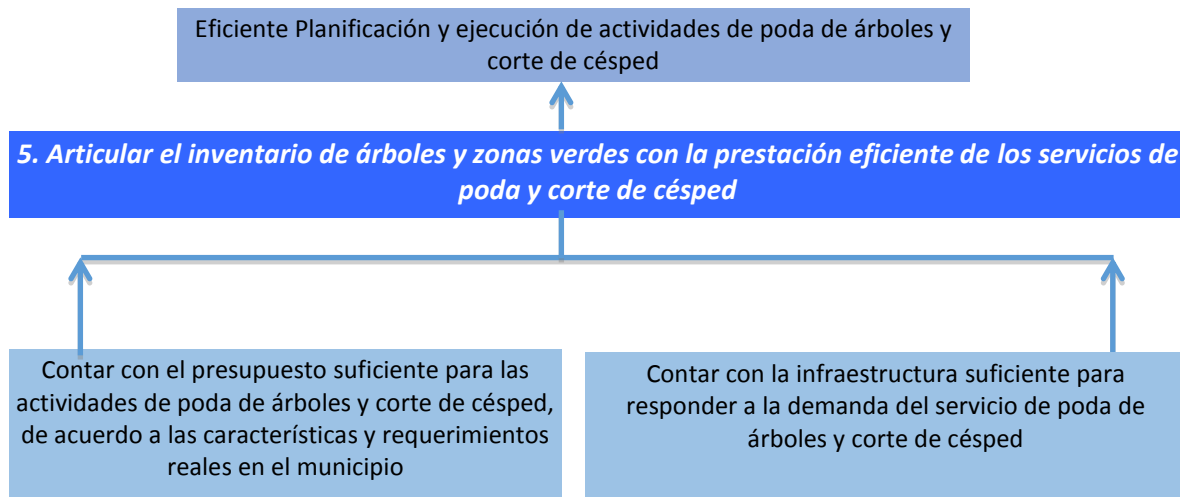 Eficiente Planificación y ejecución de actividades de poda de árboles y
corte de césped
5. Articular el inventario de árboles y zonas verdes con la prestación eficiente de los servicios de
poda y corte de césped
Contar con el presupuesto suficiente para las
actividades de poda de árboles y corte de césped,
de acuerdo a las características y requerimientos
reales en el municipio
Contar con la infraestructura suficiente para
responder a la demanda del servicio de poda de
árboles y corte de césped